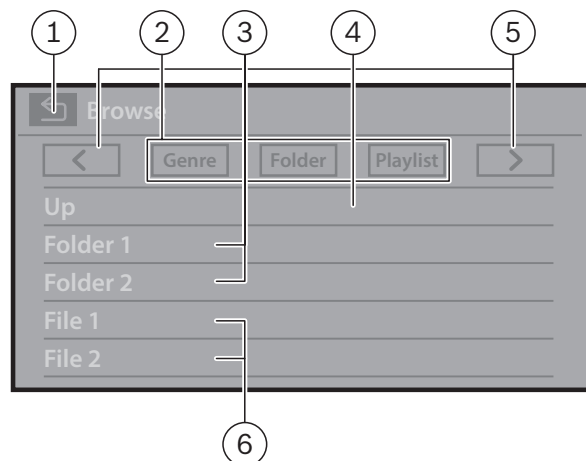 1 2 3 4 5
Browse
< Genre Folder Playlist >
Up
Folder 1
Folder 2
File 1
File 2
6